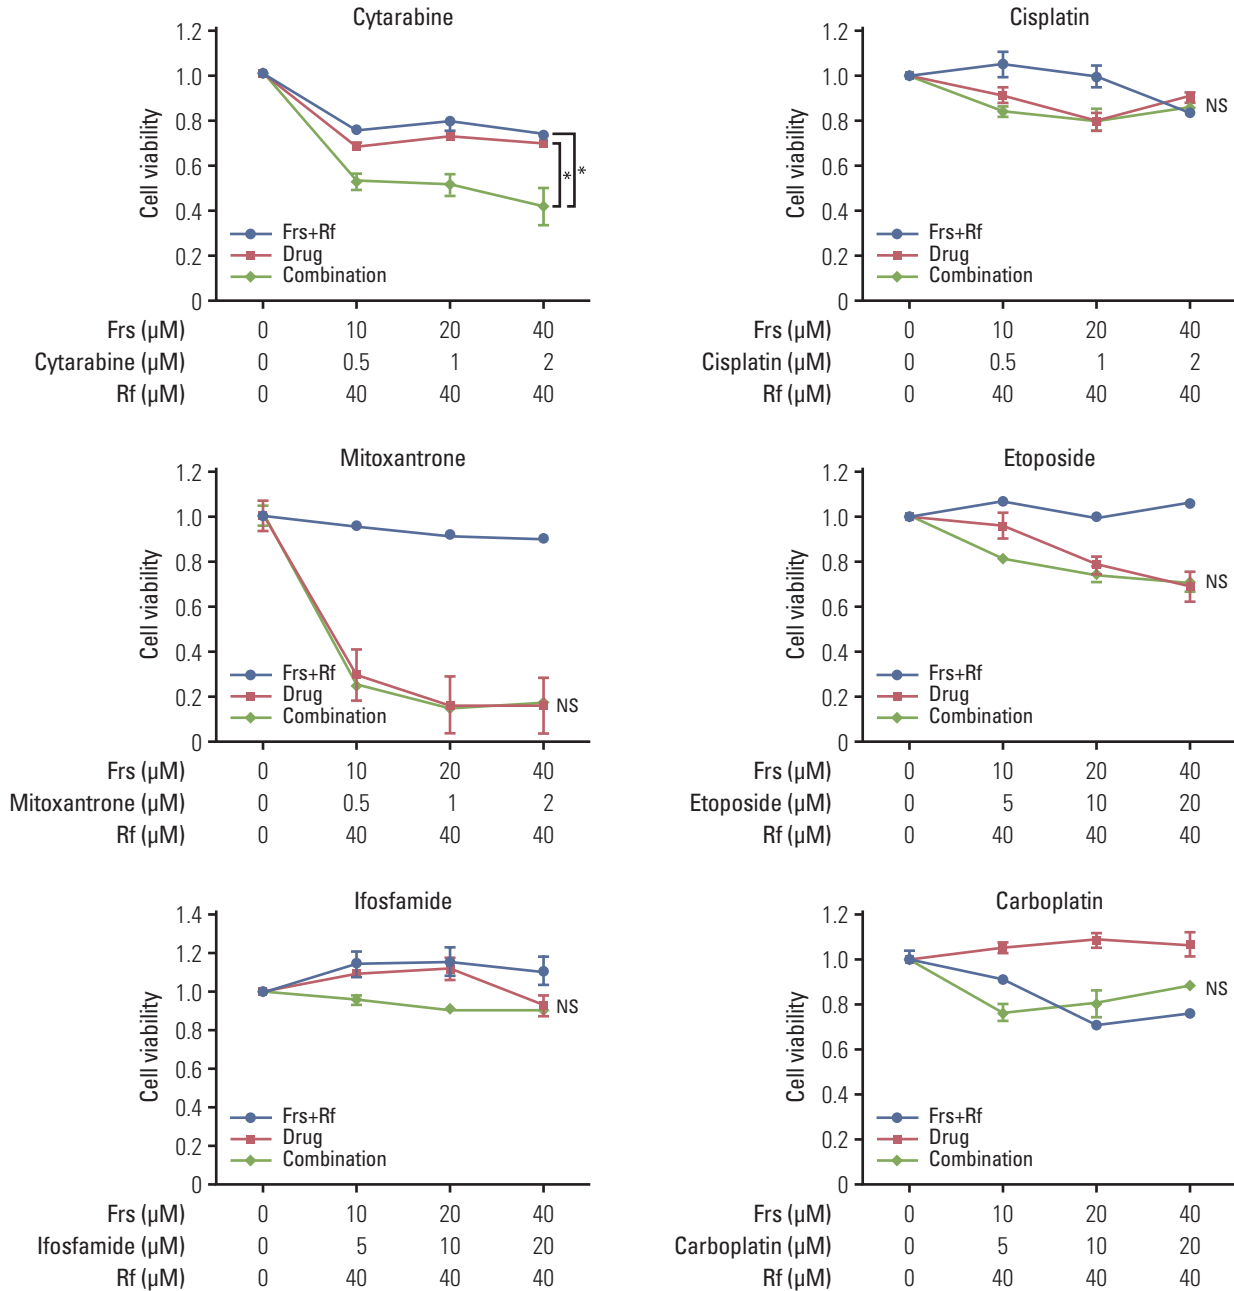 Cytarabine
1.2
1.0
0.8
0.6
0.4
0.2
0
Cell viability
* *
Frs+Rf
Drug
Combination
Frs (µM) 0 10 20 40
Cytarabine (µM) 0 0.5 1 2
Rf (µM) 0 40 40 40
Cisplatin
1.2
1.0
0.8
0.6
0.4
0.2
0
Cell viability
NS
Frs+Rf
Drug
Combination
Frs (µM) 0 10 20 40
Cisplatin (µM) 0 0.5 1 2
Rf (µM) 0 40 40 40
Mitoxantrone
1.2
1.0
0.8
0.6
0.4
0.2
0
Cell viability
Frs+Rf
Drug
Combination
NS
Frs (µM) 0 10 20 40
Mitoxantrone (µM) 0 0.5 1 2
Rf (µM) 0 40 40 40
Etoposide
1.2
1.0
0.8
0.6
0.4
0.2
0
Cell viability
NS
Frs+Rf
Drug
Combination
Frs (µM) 0 10 20 40
Etoposide (µM) 0 5 10 20
Rf (µM) 0 40 40 40
Ifosfamide
1.4
1.2
1.0
0.8
0.6
0.4
0.2
0
Cell viability
NS
Frs+Rf
Drug
Combination
Frs (µM) 0 10 20 40
Ifosfamide (µM) 0 5 10 20
Rf (µM) 0 40 40 40
Carboplatin
1.2
1.0
0.8
0.6
0.4
0.2
0
Cell viability
NS
Frs+Rf
Drug
Combination
Frs (µM) 0 10 20 40
Carboplatin (µM) 0 5 10 20
Rf (µM) 0 40 40 40